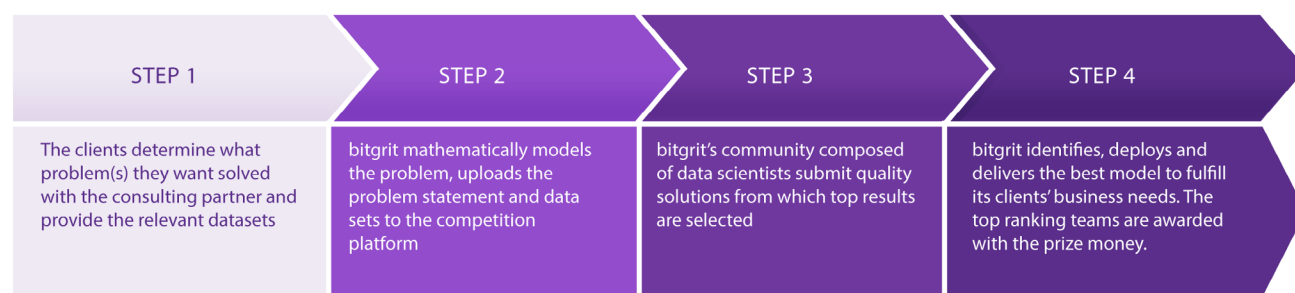 STEP 1
STEP 2
STEP 3
STEP 4
The clients determine what
problem(s) they want solved
with the consulting partner and
provide the relevant datasets
bitgrit mathematically models
the problem, uploads the
problem statement and data
sets to the competition
platform
bitgrit’s community composed
of data scientists submit quality
solutions from which top results
are selected
bitgrit identifies, deploys and
delivers the best model to fulfill
its clients’ business needs. The
top ranking teams are awarded
with the prize money.